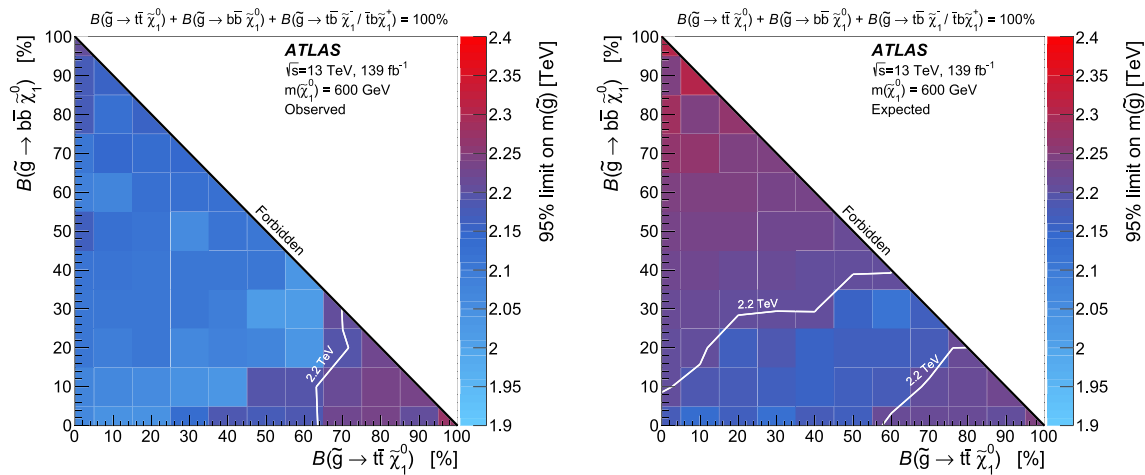 B(g̃ → tt̄ χ̃₁⁰) + B(g̃ → bb̄ χ̃₁⁰) + B(g̃ → tb̄ χ̃₁⁻/ t̄bχ̃₁⁺) = 100%
B(g̃ → bb̄ χ̃₁⁰) [%]
100
90
80
70
60
50
40
30
20
10
0
ATLAS
√s=13 TeV, 139 fb⁻¹
m(χ̃₁⁰) = 600 GeV
Observed
Forbidden
2.2 TeV
0 10 20 30 40 50 60 70 80 90 100
B(g̃ → tt̄ χ̃₁⁰) [%]
2.4
2.35
2.3
2.25
2.2
2.15
2.1
2.05
2
1.95
1.9
95% limit on m(g̃) [TeV]
B(g̃ → tt̄ χ̃₁⁰) + B(g̃ → bb̄ χ̃₁⁰) + B(g̃ → tb̄ χ̃₁⁻/ t̄bχ̃₁⁺) = 100%
B(g̃ → bb̄ χ̃₁⁰) [%]
100
90
80
70
60
50
40
30
20
10
0
ATLAS
√s=13 TeV, 139 fb⁻¹
m(χ̃₁⁰) = 600 GeV
Expected
Forbidden
2.2 TeV
2.2 TeV
0 10 20 30 40 50 60 70 80 90 100
B(g̃ → tt̄ χ̃₁⁰) [%]
2.4
2.35
2.3
2.25
2.2
2.15
2.1
2.05
2
1.95
1.9
95% limit on m(g̃) [TeV]